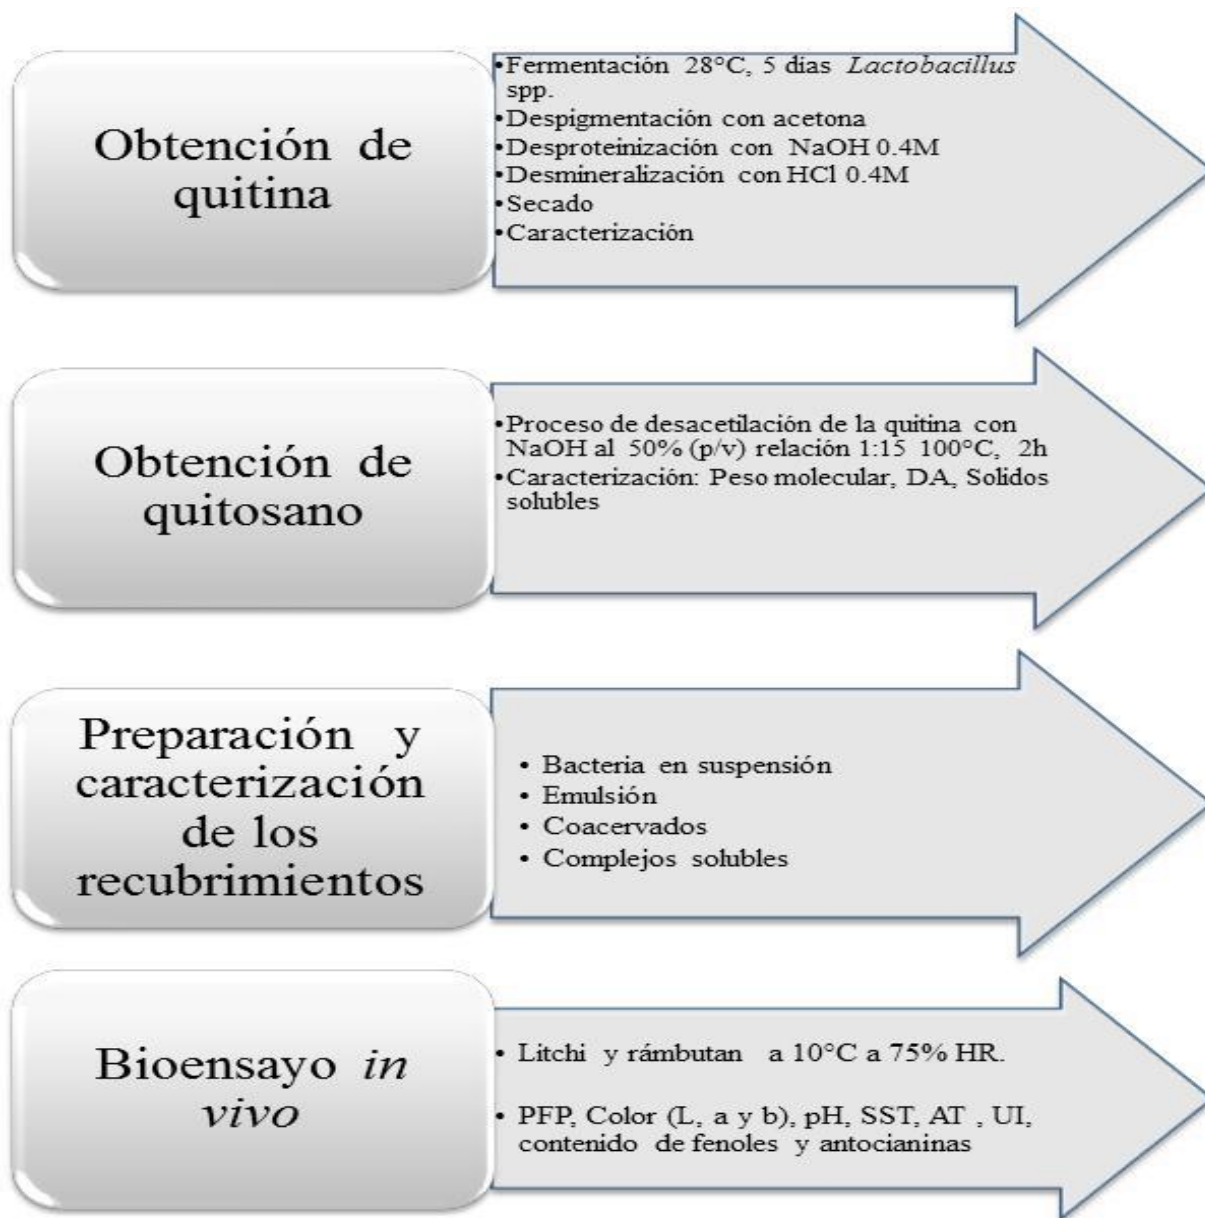 Obtención de
quitina
•Fermentación 28°C, 5 días Lactobacillus
spp.
•Despigmentación con acetona
•Desproteinización con NaOH 0.4M
•Desmineralización con HCl 0.4M
•Secado
•Caracterización
Obtención de
quitosano
•Proceso de desacetilación de la quitina con
NaOH al 50% (p/v) relación 1:15 100°C, 2h
•Caracterización: Peso molecular, DA, Solidos
solubles
Preparación y
caracterización
de los
recubrimientos
• Bacteria en suspensión
• Emulsión
• Coacervados
• Complejos solubles
Bioensayo in
vivo
• Litchi y rámbutan a 10°C a 75% HR.
• PFP, Color (L, a y b), pH, SST, AT , UI,
contenido de fenoles y antocianinas